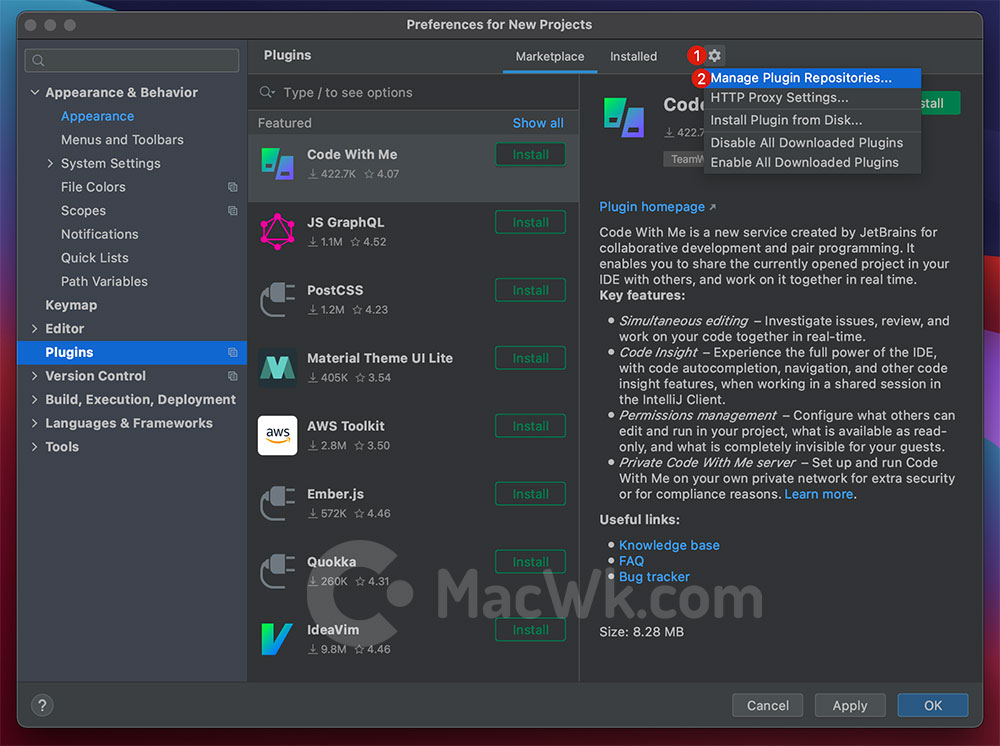 Preferences for New Projects
Appearance & Behavior
Appearance
Menus and Toolbars
System Settings
File Colors
Scopes
Notifications
Quick Lists
Path Variables
Keymap
Editor
Plugins
Version Control
Build, Execution, Deployment
Languages & Frameworks
Tools
Plugins
Marketplace
Installed
1
2
Manage Plugin Repositories...
HTTP Proxy Settings...
Install Plugin from Disk...
Disable All Downloaded Plugins
Enable All Downloaded Plugins
Type / to see options
Featured
Show all
Code With Me
422.7K 4.07
Install
JS GraphQL
1.1M 4.52
Install
PostCSS
1.2M 4.23
Install
Material Theme UI Lite
405K 3.54
Install
aws
AWS Toolkit
2.8M 3.50
Install
Ember.js
572K 4.46
Install
Quokka
260K 4.31
Install
IdeaVim
9.8M 4.46
Install
Code
422.7
TeamW
stall
Plugin homepage ↗
Code With Me is a new service created by JetBrains for
collaborative development and pair programming. It
enables you to share the currently opened project in your
IDE with others, and work on it together in real time.
Key features:
• Simultaneous editing – Investigate issues, review, and
work on your code together in real-time.
• Code Insight – Experience the full power of the IDE,
with code autocompletion, navigation, and other code
insight features, when working in a shared session in
the IntelliJ Client.
• Permissions management – Configure what others can
edit and run in your project, what is available as read-
only, and what is completely invisible for your guests.
• Private Code With Me server – Set up and run Code
With Me on your own private network for extra security
or for compliance reasons. Learn more.
Useful links:
• Knowledge base
• FAQ
• Bug tracker
Size: 8.28 MB
MacWk.com
?
Cancel
Apply
OK